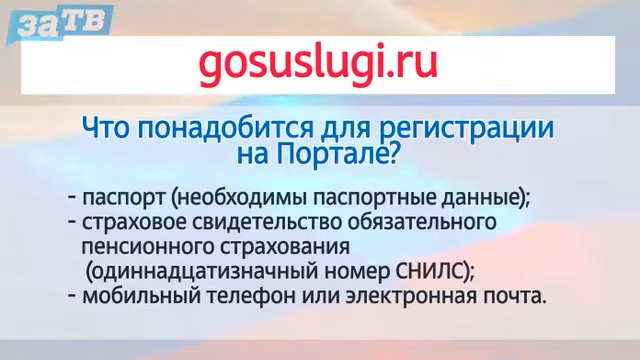 заТВ
gosuslugi.ru
Что понадобится для регистрации
на Портале?
- паспорт (необходимы паспортные данные);
- страховое свидетельство обязательного
пенсионного страхования
(одиннадцатизначный номер СНИЛС);
- мобильный телефон или электронная почта.